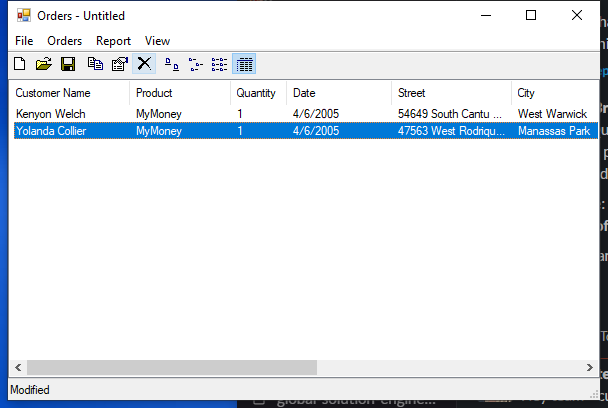 Orders - Untitled
File Orders Report View
Customer Name Product Quantity Date Street City
Kenyon Welch MyMoney 1 4/6/2005 54649 South Cantu ... West Warwick
Yolanda Collier MyMoney 1 4/6/2005 47563 West Rodriqu... Manassas Park
Modified
global-solution-engine...